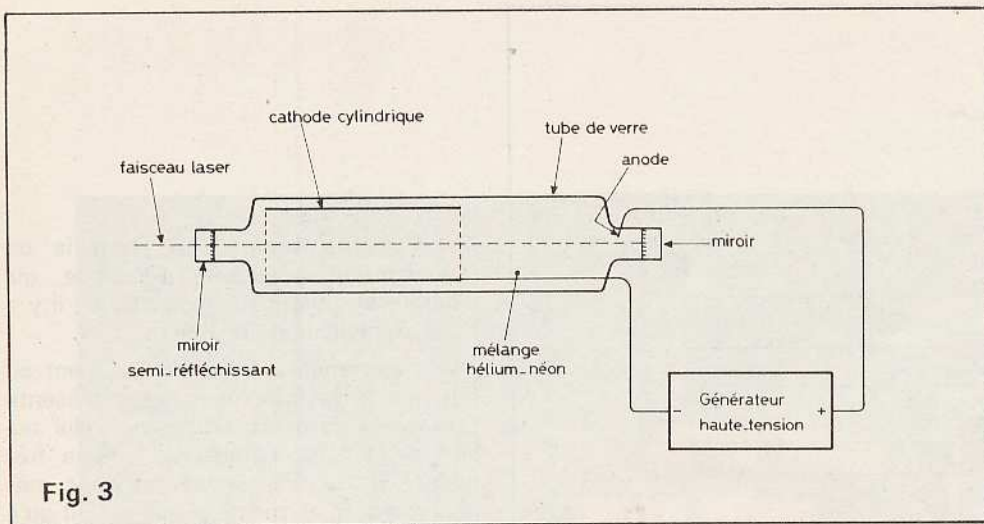 cathode cylindrique
tube de verre
faisceau laser
anode
miroir
miroir
semi-réfléchissant
mélange
hélium-néon
Générateur
- +
haute-tension
Fig. 3